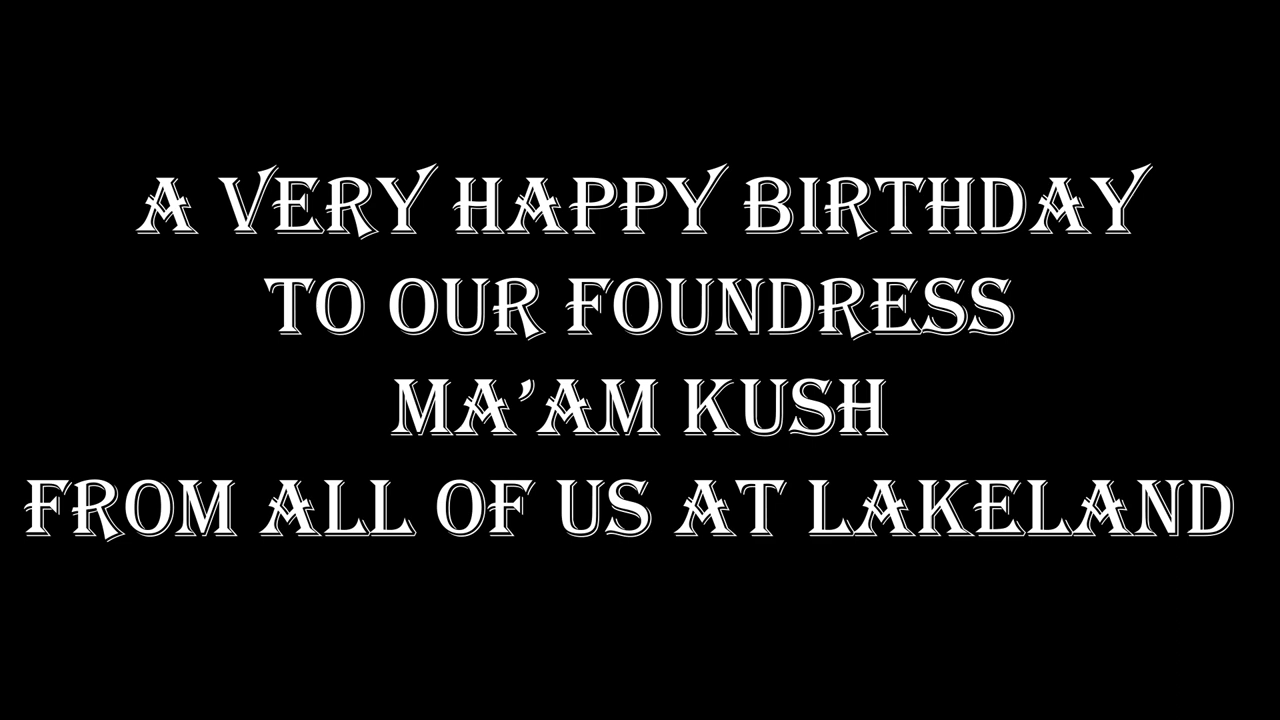 A VERY HAPPY BIRTHDAY
TO OUR FOUNDRESS
MA’AM KUSH
FROM ALL OF US AT LAKELAND